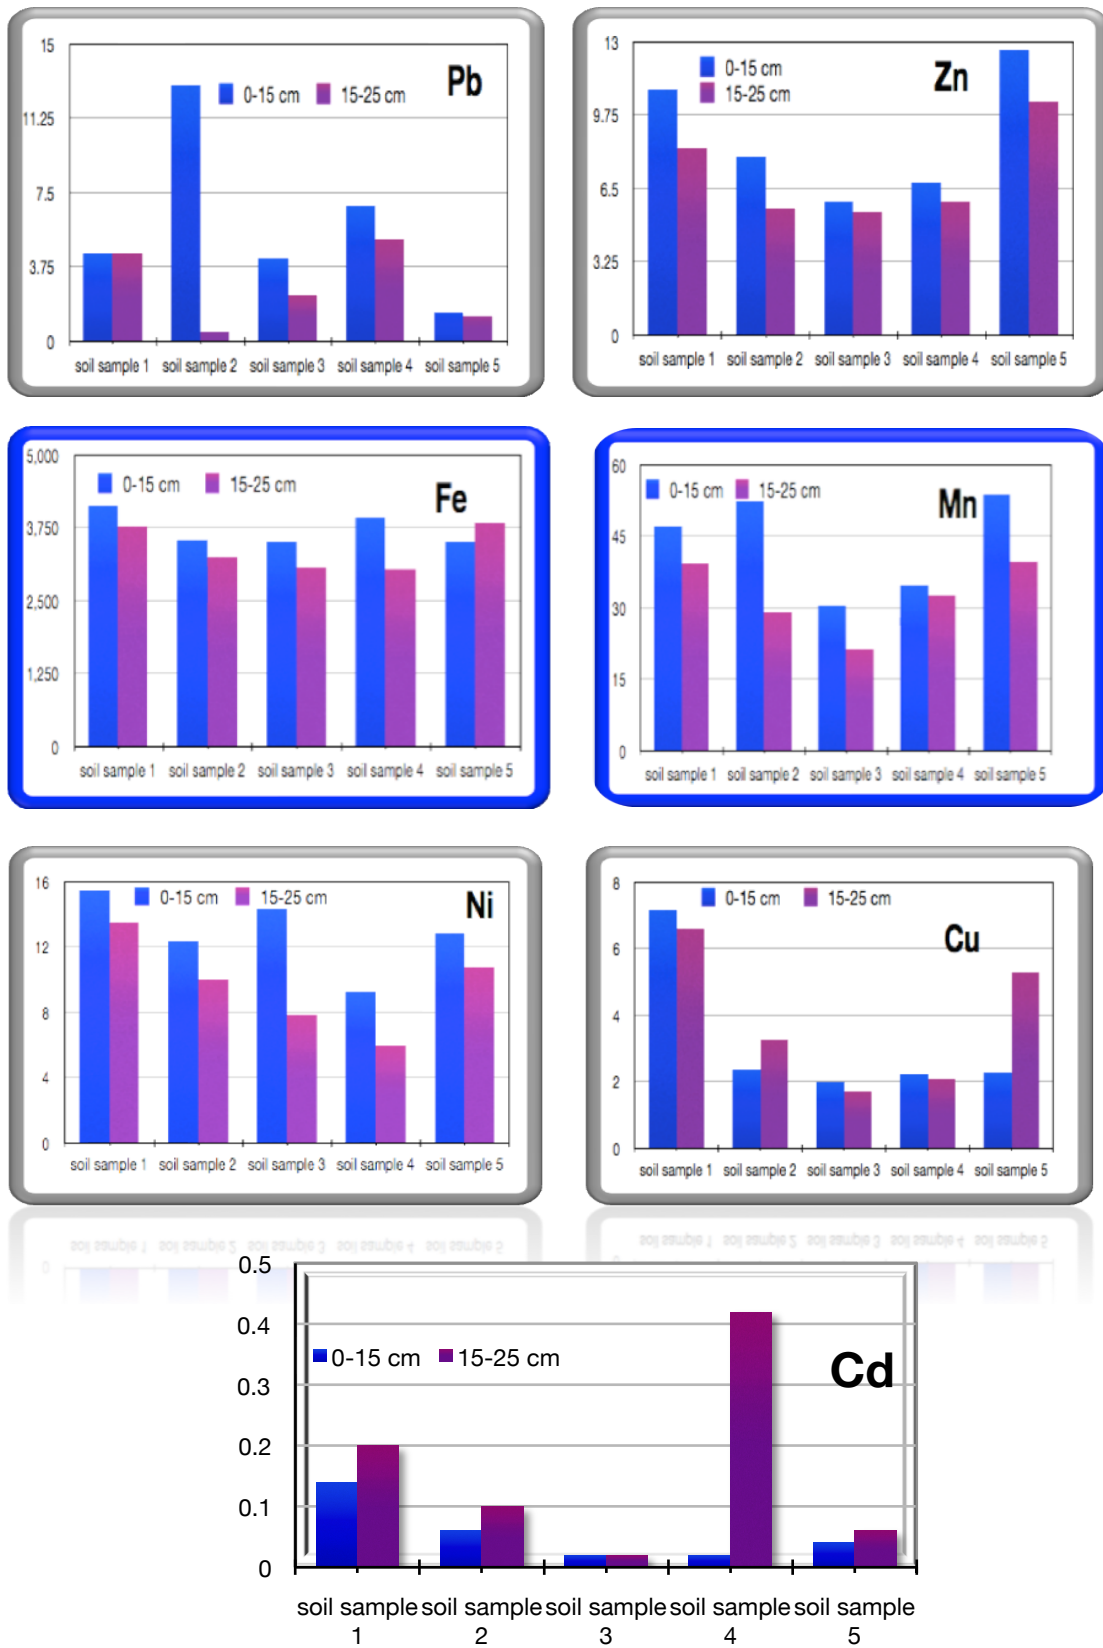 15
Pb
0-15 cm 15-25 cm
11.25
7.5
3.75
0
soil sample 1 soil sample 2 soil sample 3 soil sample 4 soil sample 5
13
Zn
0-15 cm
15-25 cm
9.75
6.5
3.25
0
soil sample 1 soil sample 2 soil sample 3 soil sample 4 soil sample 5
5,000
0-15 cm 15-25 cm
Fe
3,750
2,500
1,250
0
soil sample 1 soil sample 2 soil sample 3 soil sample 4 soil sample 5
60
0-15 cm 15-25 cm
Mn
45
30
15
0
soil sample 1 soil sample 2 soil sample 3 soil sample 4 soil sample 5
16
0-15 cm 15-25 cm
Ni
12
8
4
0
soil sample 1 soil sample 2 soil sample 3 soil sample 4 soil sample 5
8
0-15 cm 15-25 cm
Cu
6
4
2
0
soil sample 1 soil sample 2 soil sample 3 soil sample 4 soil sample 5
0.5
0.4
0-15 cm 15-25 cm
Cd
0.3
0.2
0.1
0
soil sample 1
soil sample 2
soil sample 3
soil sample 4
soil sample 5